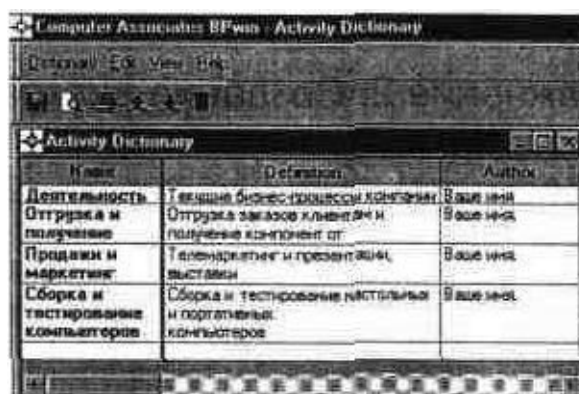 Computer Associates BPwin - Activity Dictionary
Dictionary Edit View Help
Activity Dictionary
Name Definition Author
Деятельность Текущие бизнес-процессы компании Ваше имя
Отгрузка и Отгрузка заказов клиентам и Ваше имя
получение получение компонент от
Продажи и Телемаркетинг и презентации, Ваше имя
маркетинг выставки
Сборка и Сборка и тестирование настольных Ваше имя
тестирование и портативных
компьютеров компьютеров